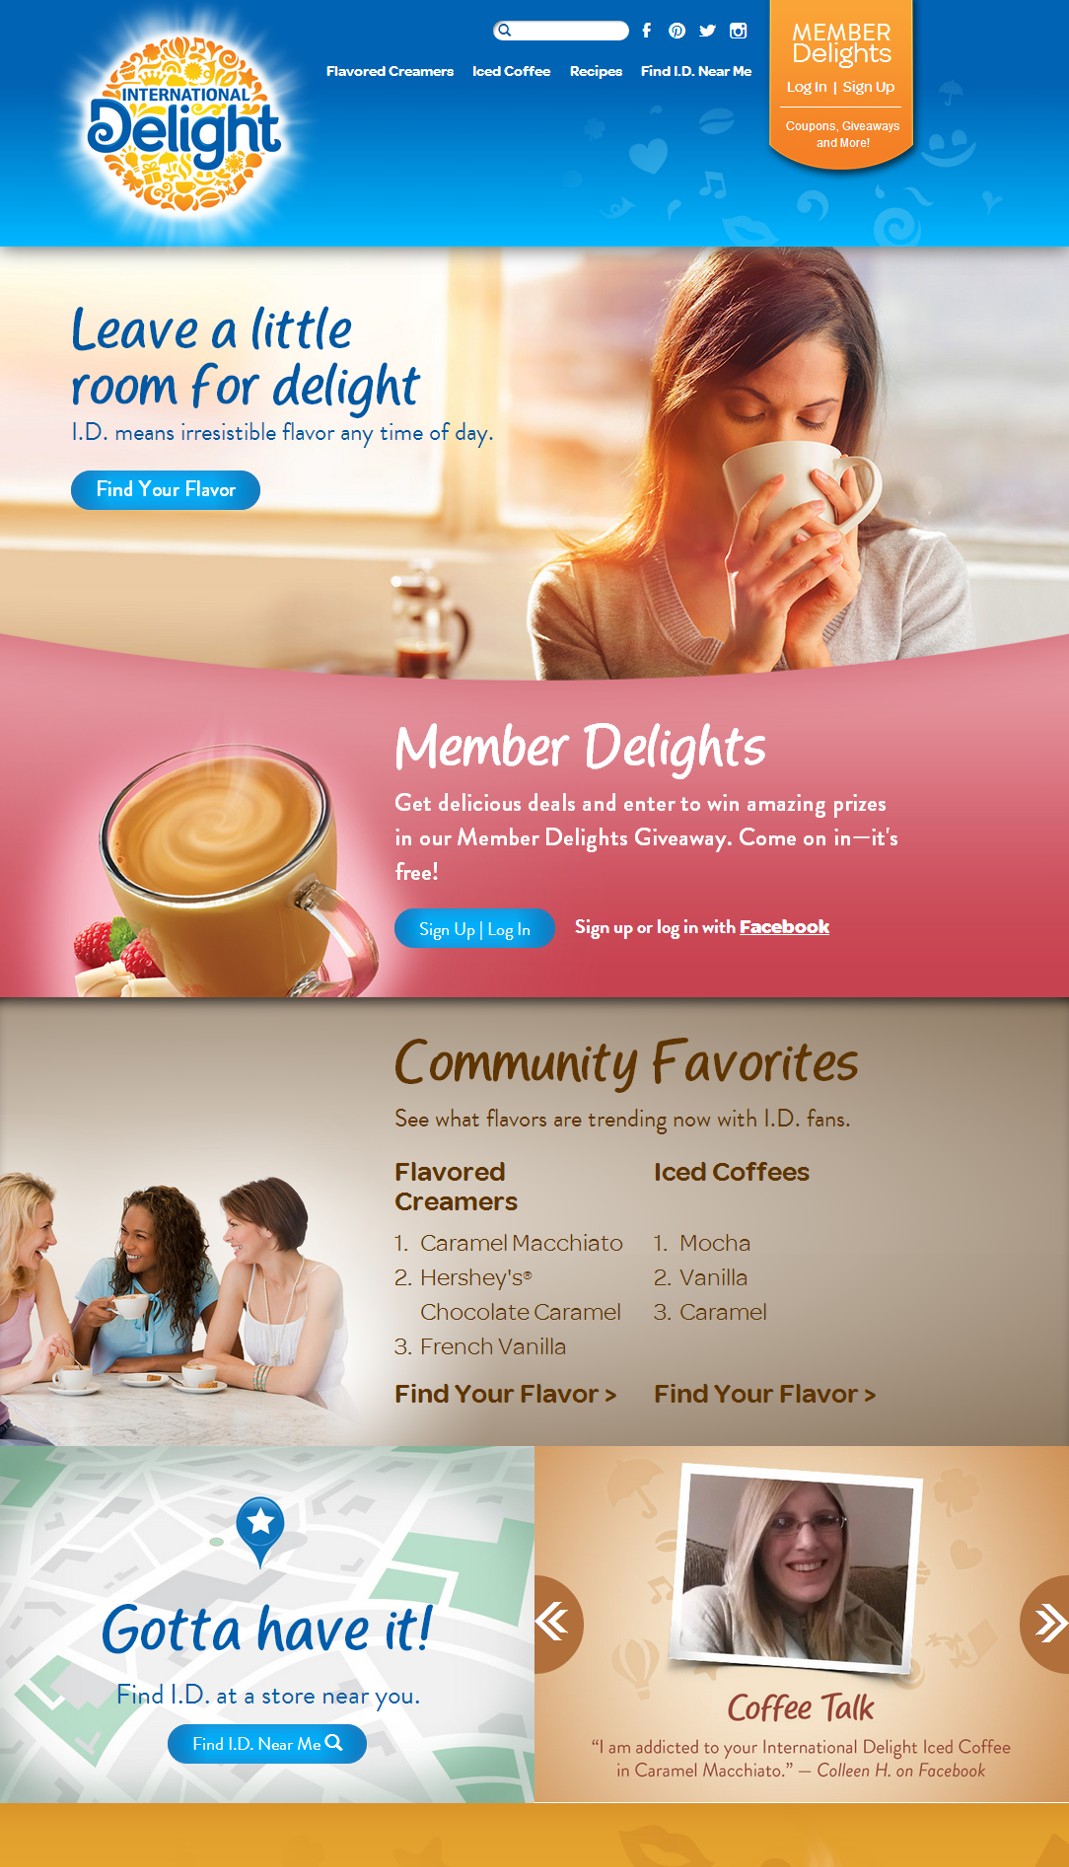 INTERNATIONAL
Delight
Flavored Creamers Iced Coffee Recipes Find I.D. Near Me
MEMBER
Delights
Log In | Sign Up
Coupons, Giveaways
and More!
Leave a little
room for delight
I.D. means irresistible flavor any time of day.
Find Your Flavor
Member Delights
Get delicious deals and enter to win amazing prizes
in our Member Delights Giveaway. Come on in—it's
free!
Sign Up | Log In
Sign up or log in with Facebook
Community Favorites
See what flavors are trending now with I.D. fans.
Flavored
Creamers
1. Caramel Macchiato
2. Hershey's®
Chocolate Caramel
3. French Vanilla
Find Your Flavor >
Iced Coffees
1. Mocha
2. Vanilla
3. Caramel
Find Your Flavor >
Gotta have it!
Find I.D. at a store near you.
Find I.D. Near Me
Coffee Talk
“I am addicted to your International Delight Iced Coffee
in Caramel Macchiato.” — Colleen H. on Facebook